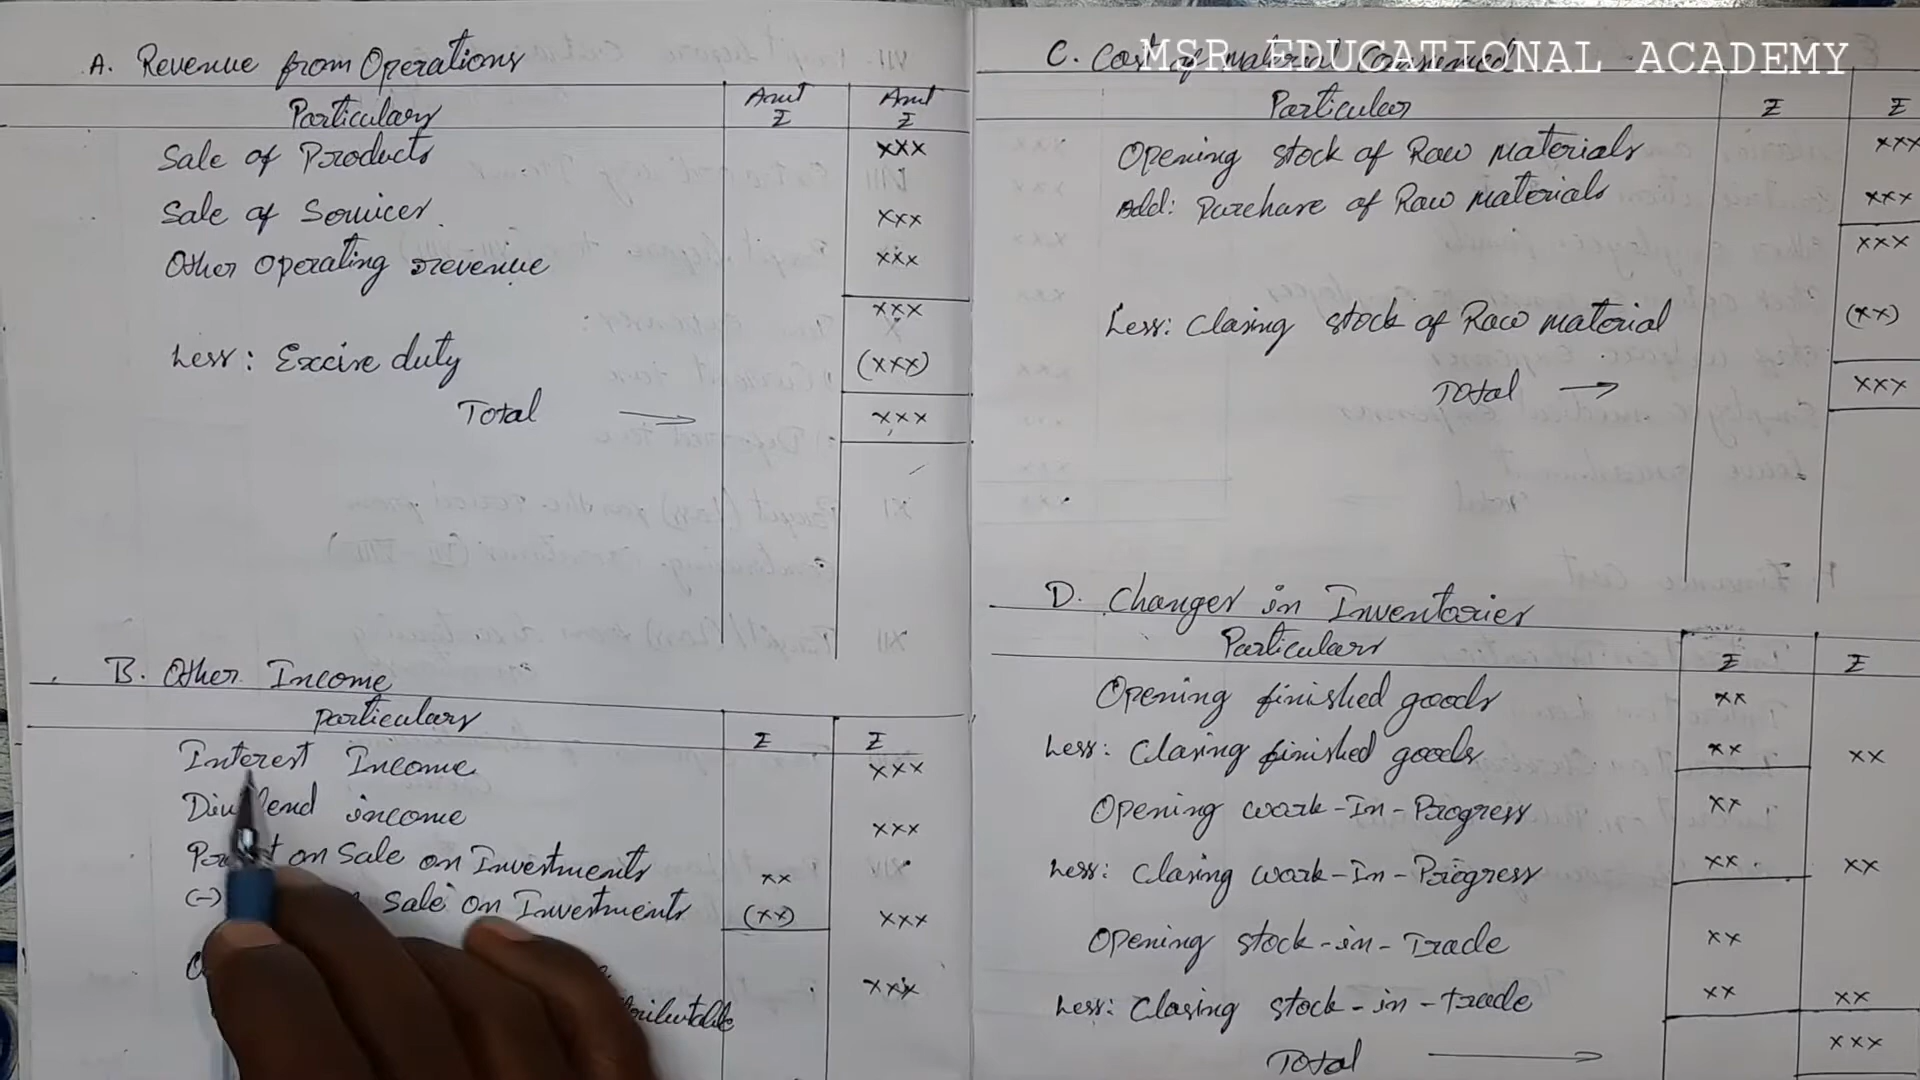 A. Revenue from Operations
Particulars Amt ₹ Amt ₹
Sale of Products xxx
Sale of Services xxx
Other operating revenue xxx
xxx
Less: Excise duty (xxx)
Total → xxx
B. Other Income
Particulars ₹ ₹
Interest Income xxx
Dividend income xxx
on Sale on Investments xx
(-) Sale on Investments (xx) xxx
xxx
MSR EDUCATIONAL ACADEMY
C. Cost of material Consumed
Particular ₹ ₹
Opening stock of Raw materials xxx
Add: Purchase of Raw materials xxx
xxx
Less: Closing stock of Raw material (xx)
Total → xxx
D. Changes in Inventories
Particulars ₹ ₹
Opening finished goods xx
Less: Closing finished goods xx xx
Opening work-In-Progress xx
Less: Closing work-In-Progress xx xx
Opening stock-in-Trade xx
Less: Closing stock-in-trade xx xx
Total → xxx